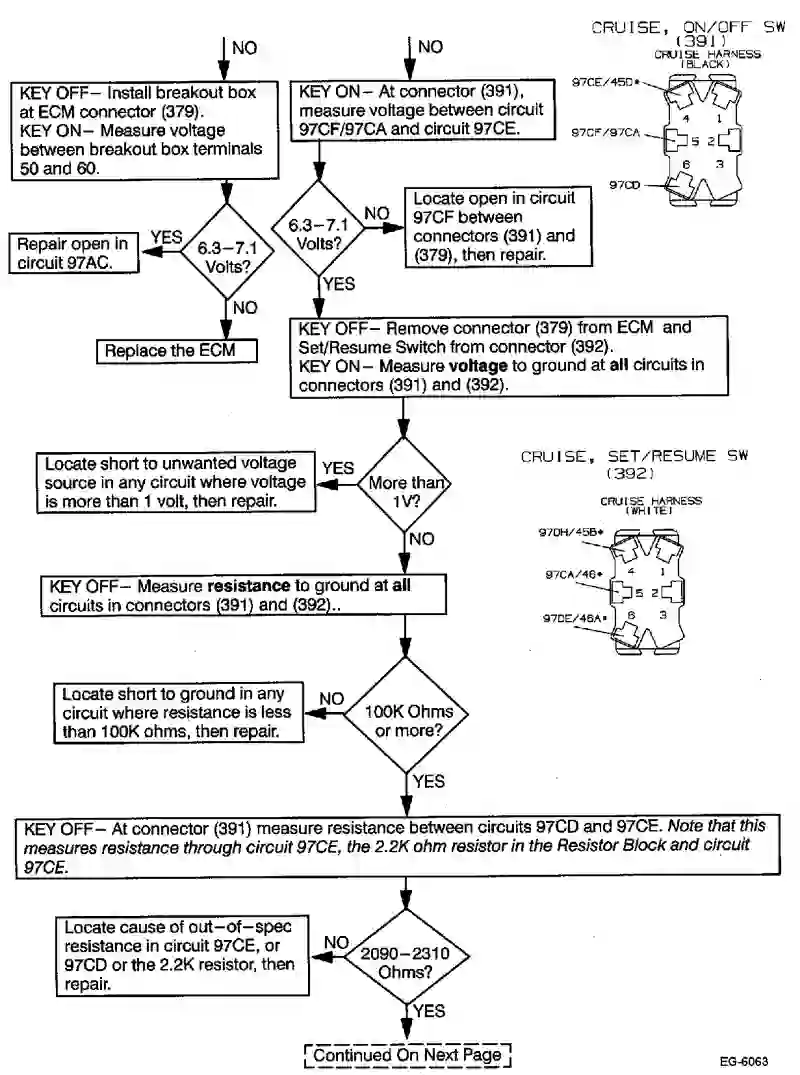 CRUISE, ON/OFF SW
(391)
CRUISE HARNESS
(BLACK)
97CE/45D*
97CF/97CA
97CD
4
1
5
2
6
3
NO
NO
KEY OFF– Install breakout box
at ECM connector (379).
KEY ON– Measure voltage
between breakout box terminals
50 and 60.
KEY ON– At connector (391),
measure voltage between circuit
97CF/97CA and circuit 97CE.
6.3–7.1
Volts?
YES
Repair open in
circuit 97AC.
NO
Replace the ECM
6.3–7.1
Volts?
NO
Locate open in circuit
97CF between
connectors (391) and
(379), then repair.
YES
KEY OFF– Remove connector (379) from ECM and
Set/Resume Switch from connector (392).
KEY ON– Measure voltage to ground at all circuits in
connectors (391) and (392).
More than
1V?
YES
Locate short to unwanted voltage
source in any circuit where voltage
is more than 1 volt, then repair.
NO
CRUISE, SET/RESUME SW
(392)
CRUISE HARNESS
(WHITE)
97DH/45B*
97CA/46*
97DE/46A*
4
1
5
2
6
3
KEY OFF– Measure resistance to ground at all
circuits in connectors (391) and (392)..
100K Ohms
or more?
NO
Locate short to ground in any
circuit where resistance is less
than 100K ohms, then repair.
YES
KEY OFF– At connector (391) measure resistance between circuits 97CD and 97CE. Note that this
measures resistance through circuit 97CE, the 2.2K ohm resistor in the Resistor Block and circuit
97CE.
2090–2310
Ohms?
NO
Locate cause of out–of–spec
resistance in circuit 97CE, or
97CD or the 2.2K resistor, then
repair.
YES
Continued On Next Page
EG-6063